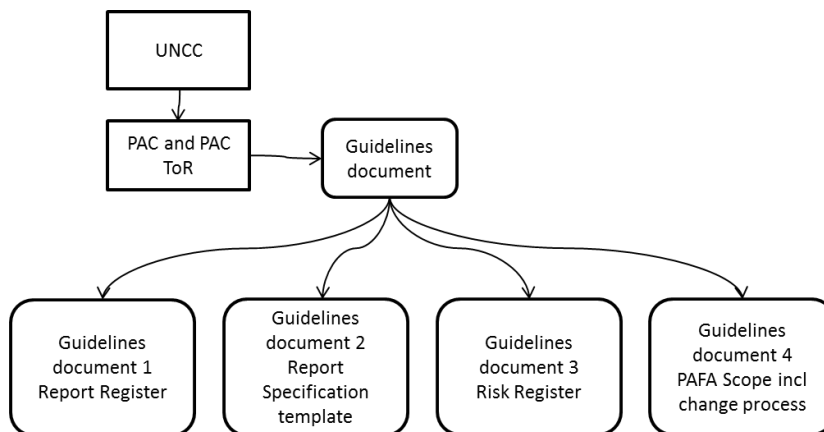 UNCC
PAC and PAC
ToR
Guidelines
document
Guidelines
document 1
Report Register
Guidelines
document 2
Report
Specification
template
Guidelines
document 3
Risk Register
Guidelines
document 4
PAFA Scope incl
change process